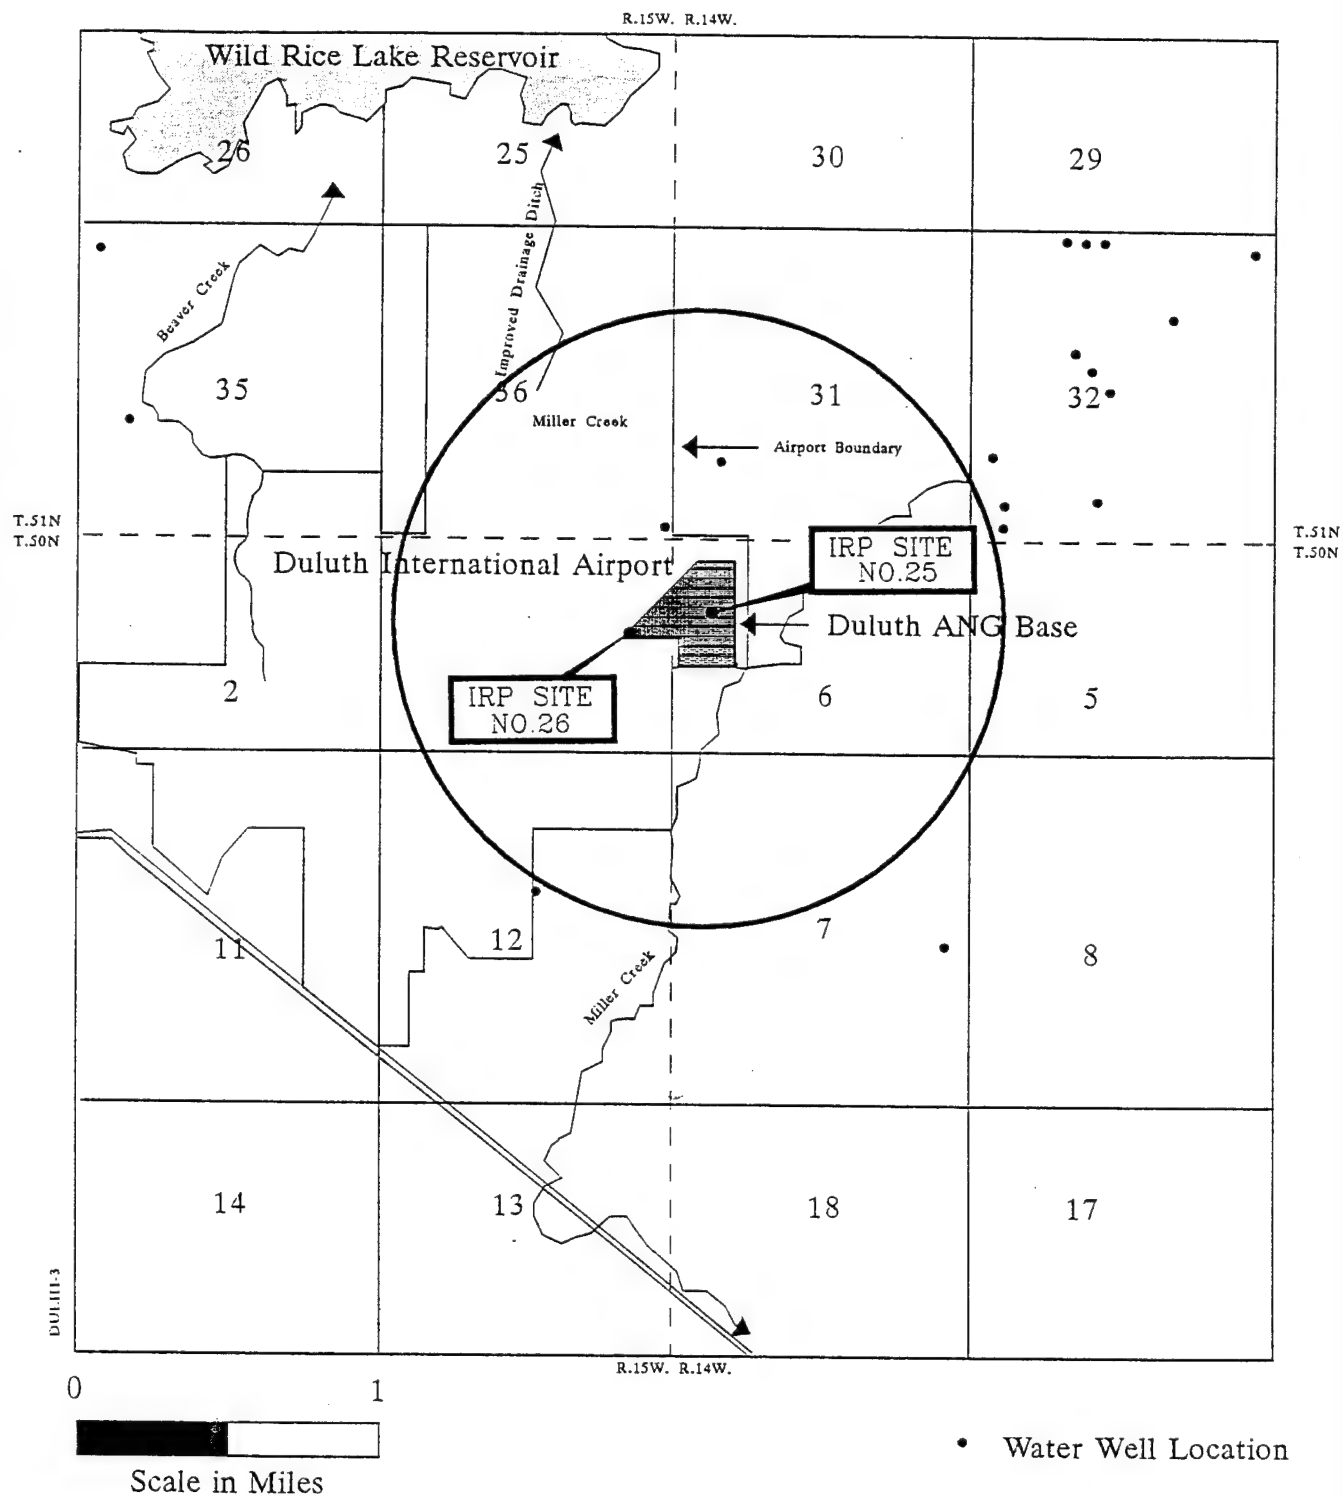 R.15W. R.14W.
Wild Rice Lake Reservoir
26
25
30
29
Improved Drainage Ditch
Beaver Creek
35
36
31
32
Miller Creek
Airport Boundary
T.51N
T.50N
T.51N
T.50N
Duluth International Airport
IRP SITE
NO.25
Duluth ANG Base
IRP SITE
NO.26
2
6
5
11
12
7
8
Miller Creek
14
13
18
17
R.15W. R.14W.
0
1
Scale in Miles
Water Well Location